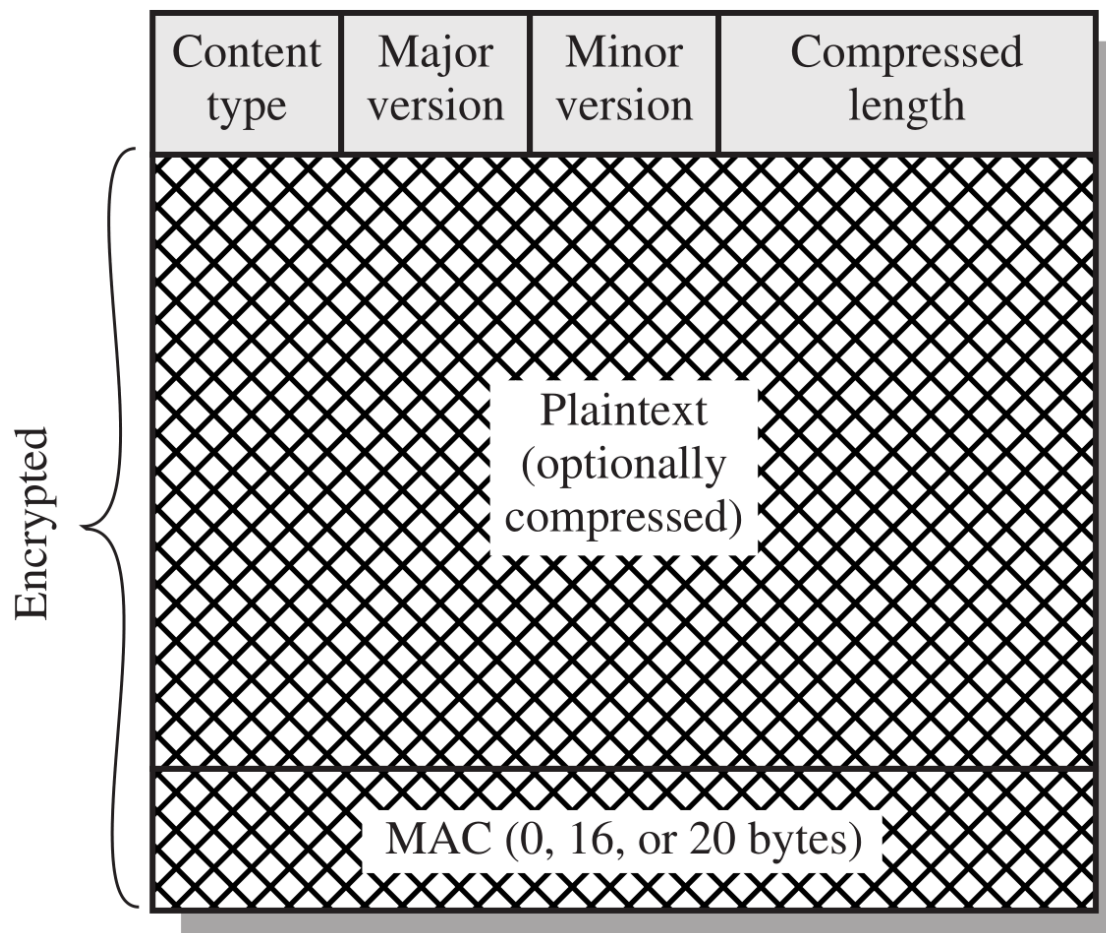 Content
type
Major
version
Minor
version
Compressed
length
Encrypted
Plaintext
(optionally
compressed)
MAC (0, 16, or 20 bytes)